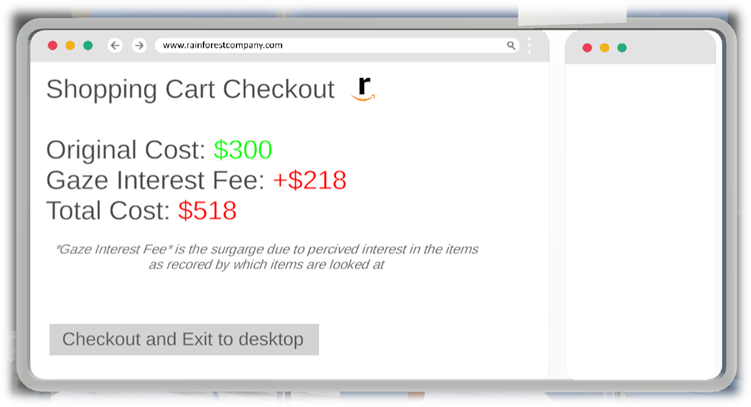 www.rainforestcompany.com
Shopping Cart Checkout r
Original Cost: $300
Gaze Interest Fee: +$218
Total Cost: $518
*Gaze Interest Fee* is the surgarge due to percived interest in the items
as recored by which items are looked at
Checkout and Exit to desktop